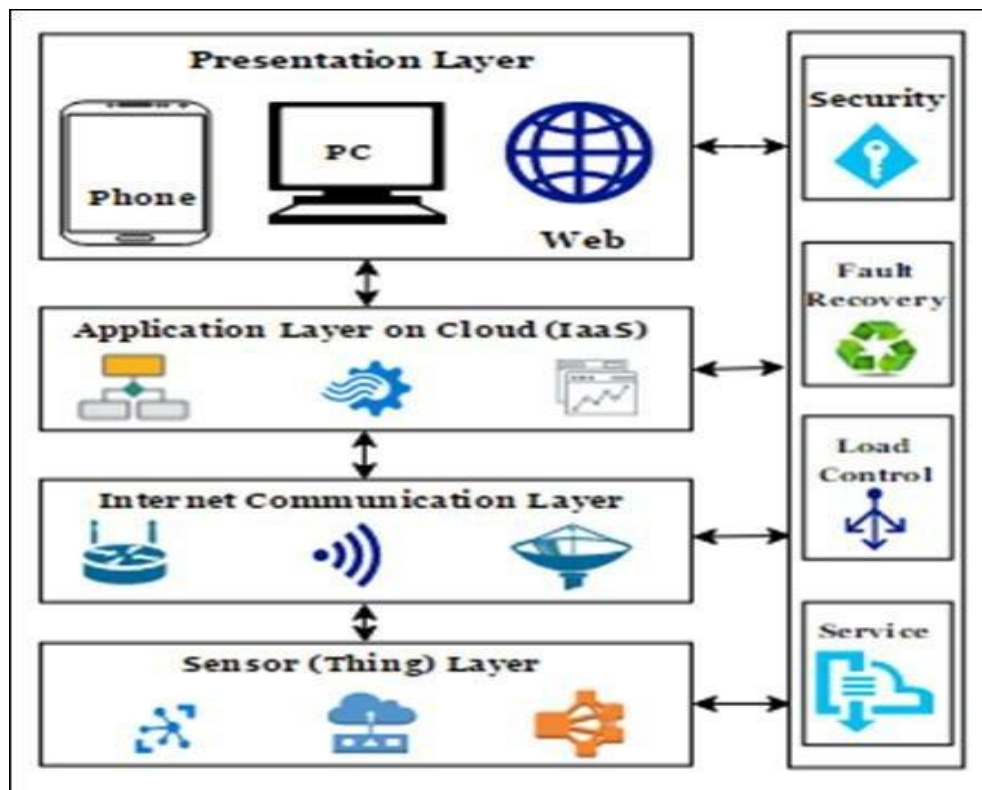 Presentation Layer
Phone
PC
Web
Application Layer on Cloud (IaaS)
Internet Communication Layer
Sensor (Thing) Layer
Security
Fault
Recovery
Load
Control
Service